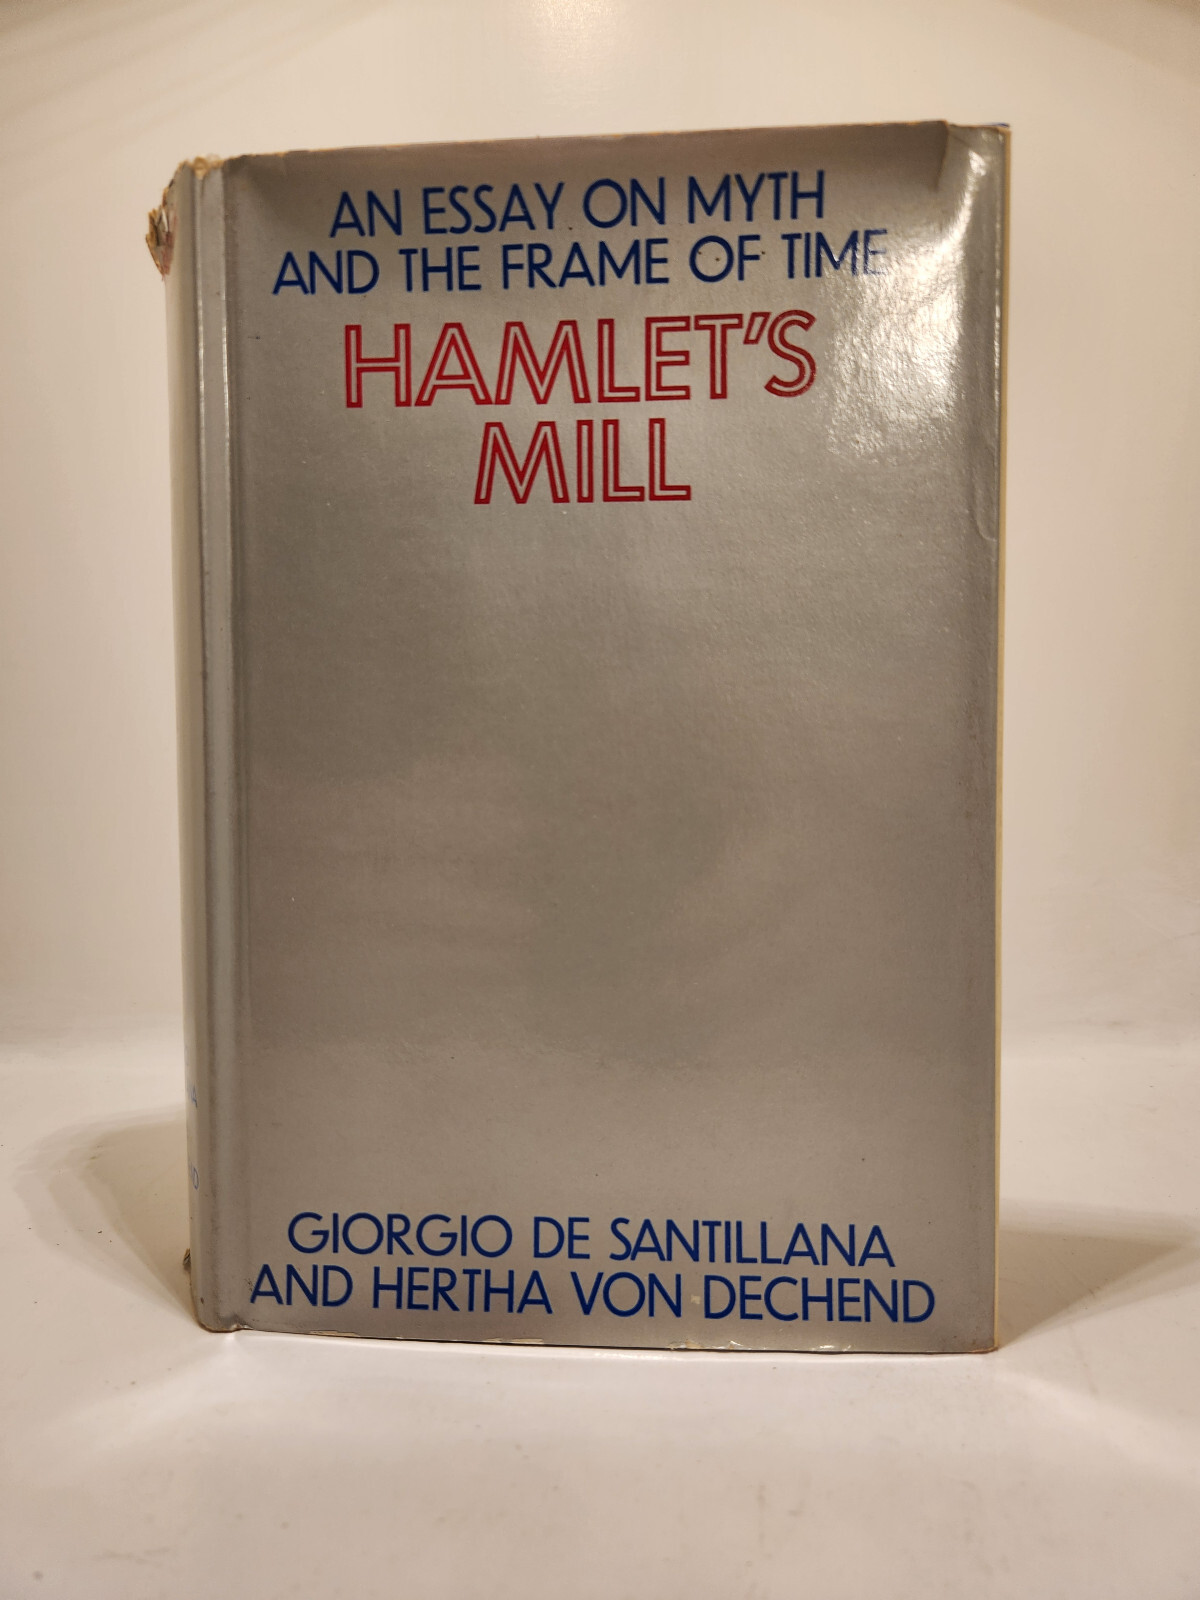 AN ESSAY ON MYTH
AND THE FRAME OF TIME
HAMLET'S
MILL
GIORGIO DE SANTILLANA
AND HERTHA VON DECHEND